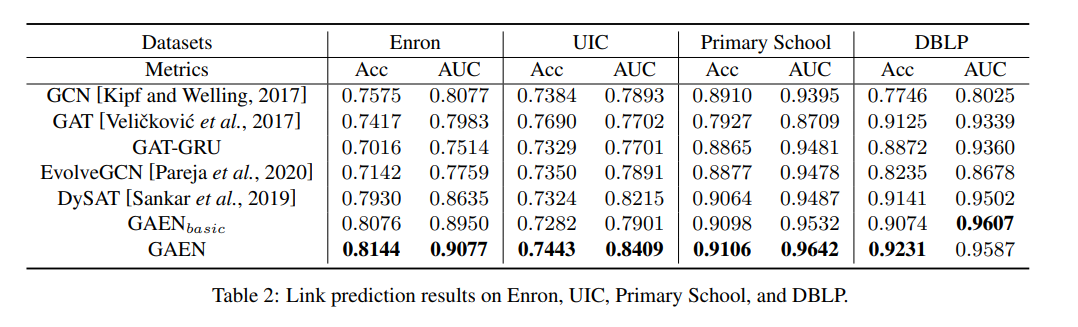 Datasets Enron UIC Primary School DBLP
Metrics Acc AUC Acc AUC Acc AUC Acc AUC
GCN [Kipf and Welling, 2017] 0.7575 0.8077 0.7384 0.7893 0.8910 0.9395 0.7746 0.8025
GAT [Veličković et al., 2017] 0.7417 0.7983 0.7690 0.7702 0.7927 0.8709 0.9125 0.9339
GAT-GRU 0.7016 0.7514 0.7329 0.7701 0.8865 0.9481 0.8872 0.9360
EvolveGCN [Pareja et al., 2020] 0.7142 0.7759 0.7350 0.7891 0.8877 0.9478 0.8235 0.8678
DySAT [Sankar et al., 2019] 0.7930 0.8635 0.7324 0.8215 0.9064 0.9487 0.9141 0.9502
GAENbasic 0.8076 0.8950 0.7282 0.7901 0.9098 0.9532 0.9074 0.9607
GAEN 0.8144 0.9077 0.7443 0.8409 0.9106 0.9642 0.9231 0.9587
Table 2: Link prediction results on Enron, UIC, Primary School, and DBLP.